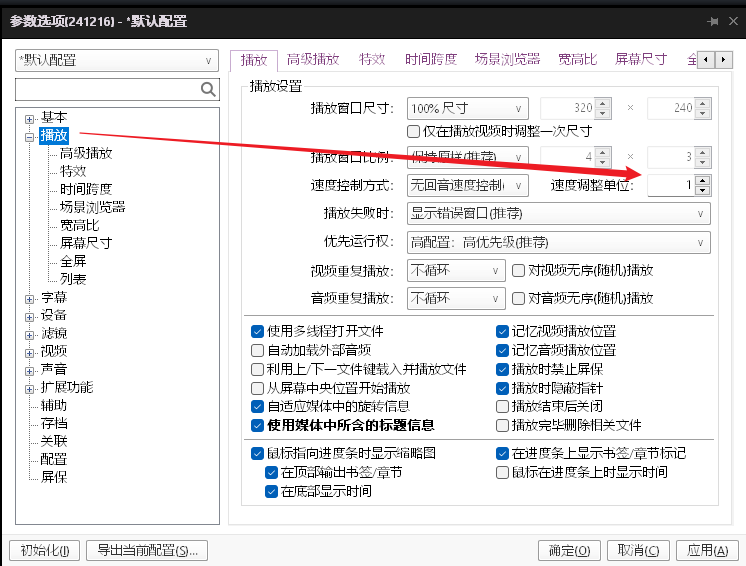 参数选项(241216) - *默认配置
*默认配置
基本
播放
高级播放
特效
时间跨度
场景浏览器
宽高比
屏幕尺寸
全屏
列表
字幕
设备
滤镜
视频
声音
扩展功能
辅助
存档
关联
配置
屏保
播放 高级播放 特效 时间跨度 场景浏览器 宽高比 屏幕尺寸 全
播放设置
播放窗口尺寸: 100% 尺寸 320 × 240
仅在播放视频时调整一次尺寸
播放窗口比例: 保持原样(推荐) 4 × 3
速度控制方式: 无回音速度控制( 速度调整单位: 1
播放失败时: 显示错误窗口(推荐)
优先运行权: 高配置: 高优先级(推荐)
视频重复播放: 不循环 对视频无序(随机)播放
音频重复播放: 不循环 对音频无序(随机)播放
使用多线程打开文件 记忆视频播放位置
自动加载外部音频 记忆音频播放位置
利用上/下一文件键载入并播放文件 播放时禁止屏保
从屏幕中央位置开始播放 播放时隐蔽指针
自适应媒体中的旋转信息 播放结束后关闭
使用媒体中所含的标题信息 播放完毕删除相关文件
鼠标指向进度条时显示缩略图 在进度条上显示书签/章节标记
在顶部输出书签/章节 鼠标在进度条上时显示时间
在底部显示时间
初始化(I) 导出当前配置(S)... 确定(O) 取消(C) 应用(A)